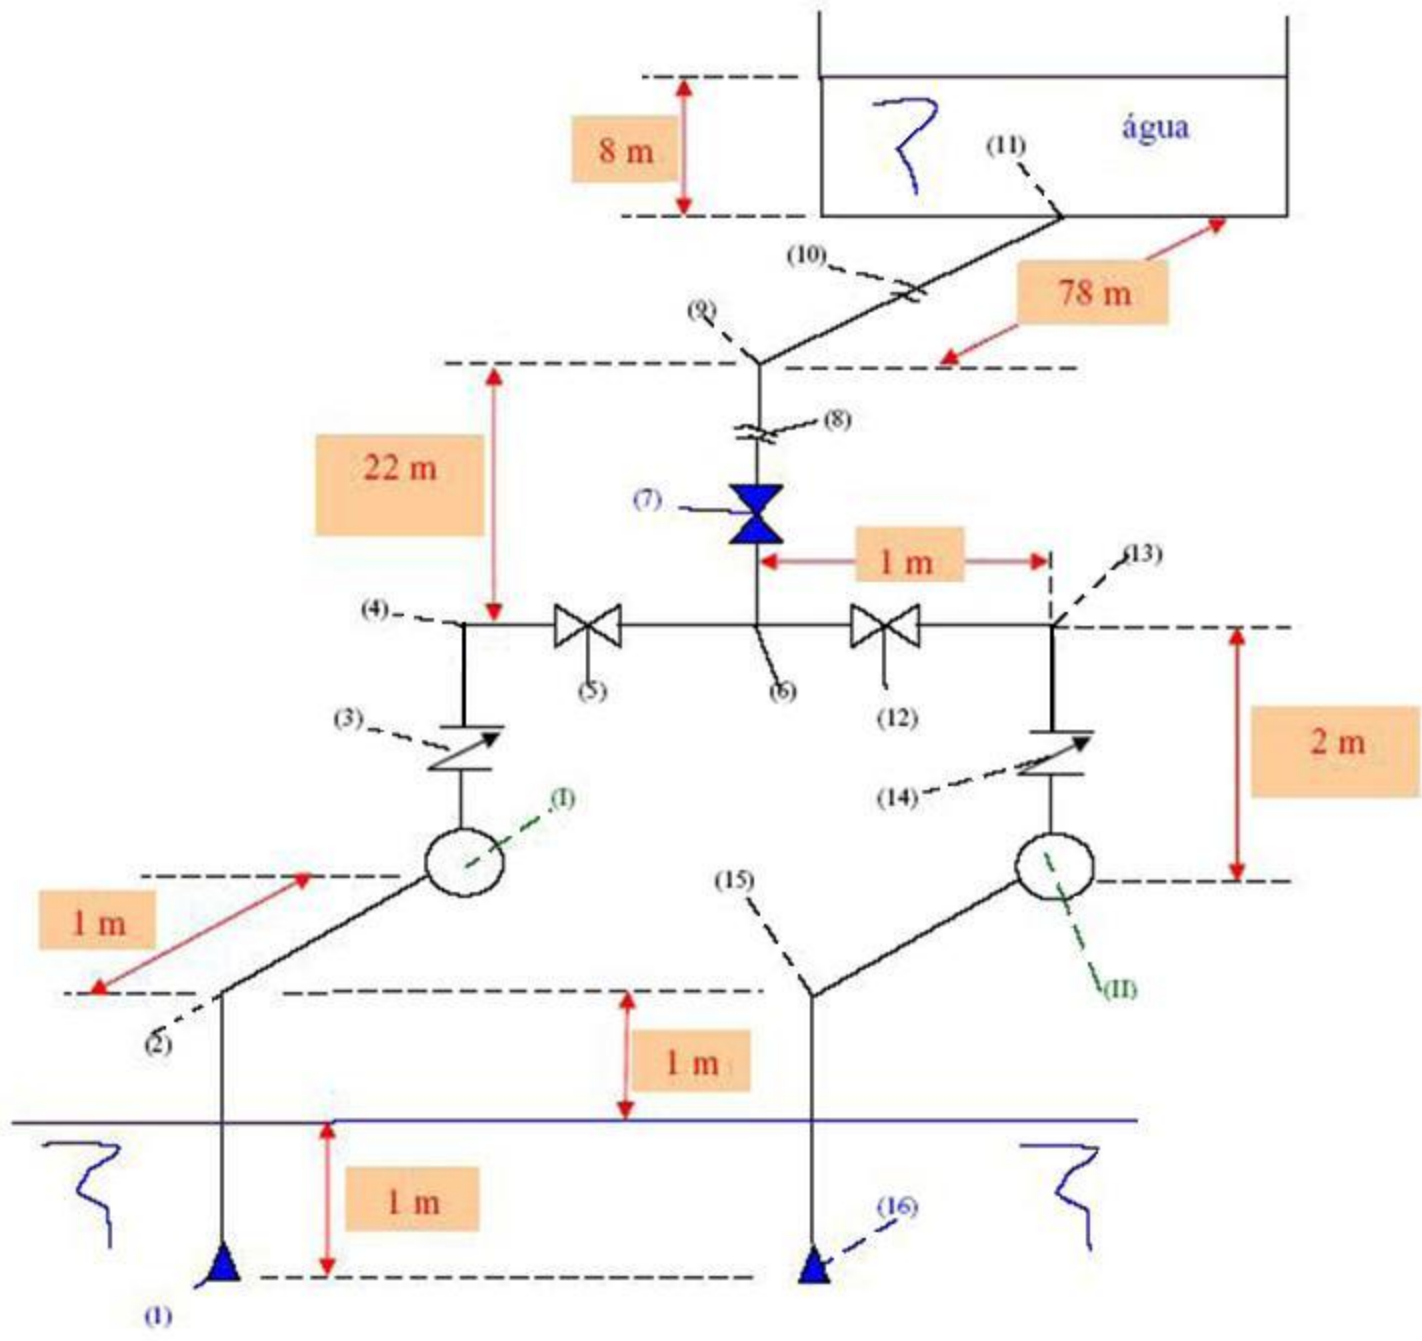 água
(11)
8 m
(10)
78 m
(9)
(8)
22 m
(7)
1 m
(13)
(4)
(5)
(6)
(12)
(3)
2 m
(14)
(I)
(15)
1 m
(II)
(2)
1 m
1 m
(16)
(1)